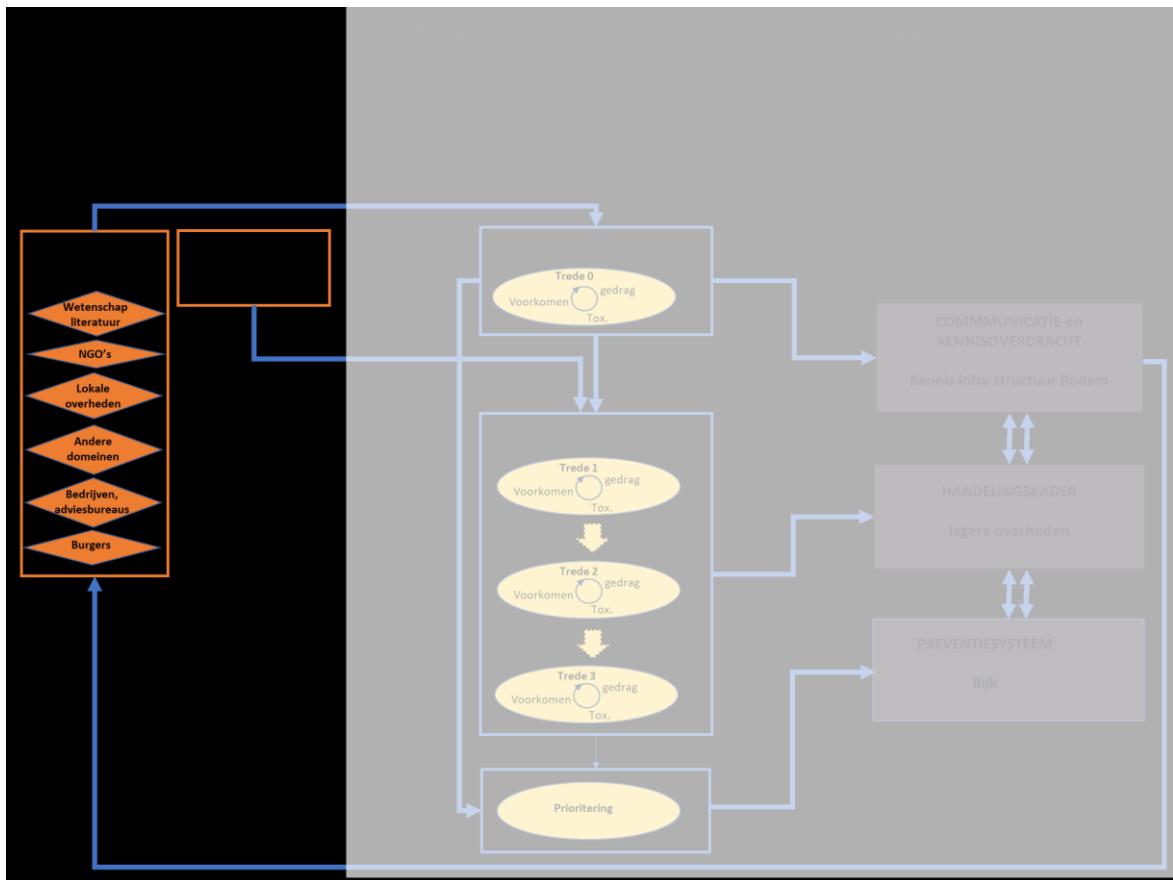 Wetenschap
literatuur
NGO's
Lokale
overheden
Andere
domeinen
Bedrijven,
adviesbureaus
Burgers
Trede 0
Voorkomen
gedrag
Tox.
Trede 1
Voorkomen
gedrag
Tox.
Trede 2
Voorkomen
gedrag
Tox.
Trede 3
Voorkomen
gedrag
Tox.
Prioritering
COMMMUNICATIE en
KENNISOVERDRACHT
Kennis infra structuur Bodem
HANDELINGSKADER
lagere overheden
PREVENTIESYSTEEM
Rijk